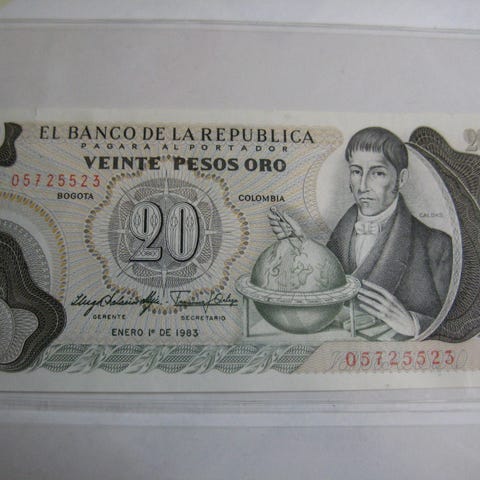 EL BANCO DE LA REPUBLICA
PAGARA AL PORTADOR
VEINTE PESOS ORO
05725523
BOGOTA COLOMBIA
CALDAS
20
GERENTE SECRETARIO
ENERO 1º DE 1983
05725523